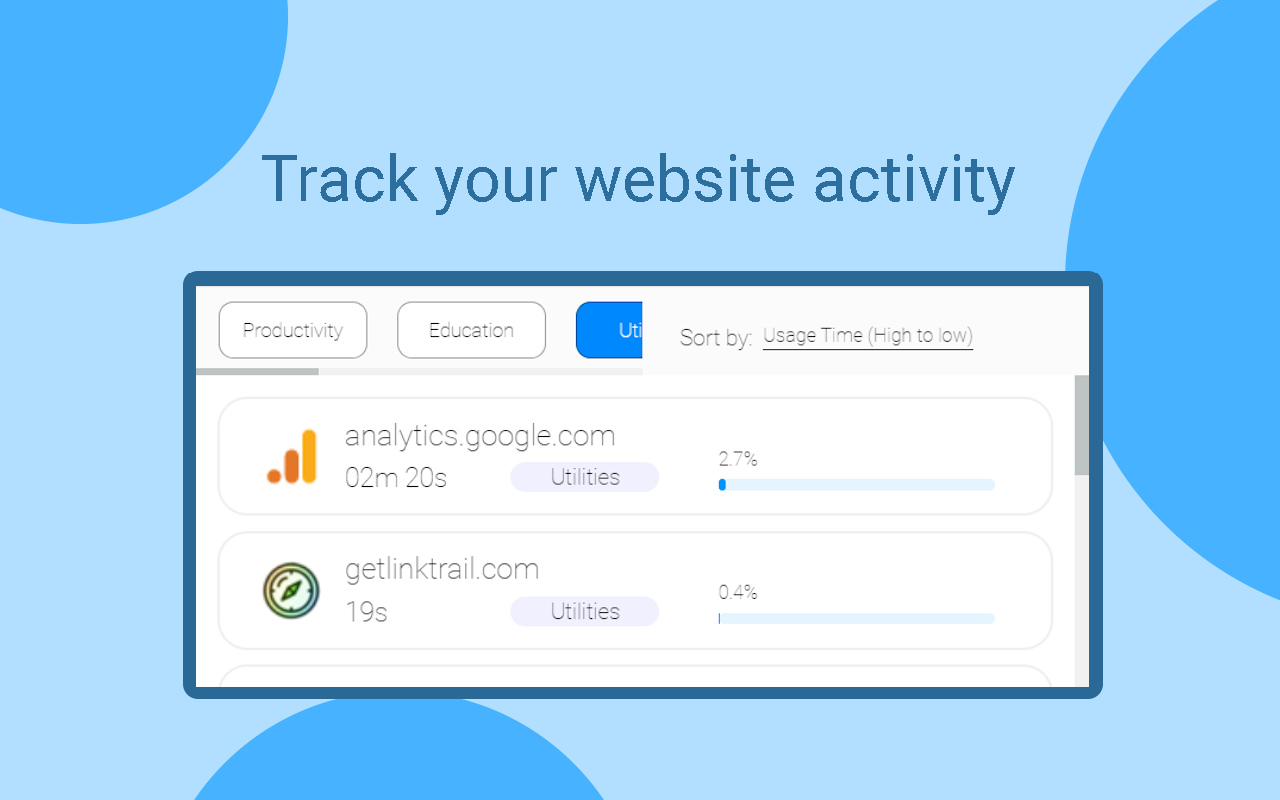 Track your website activity
Productivity Education Uti Sort by: Usage Time (High to low)
analytics.google.com
02m 20s Utilities 2.7%
getlinktrail.com
19s Utilities 0.4%